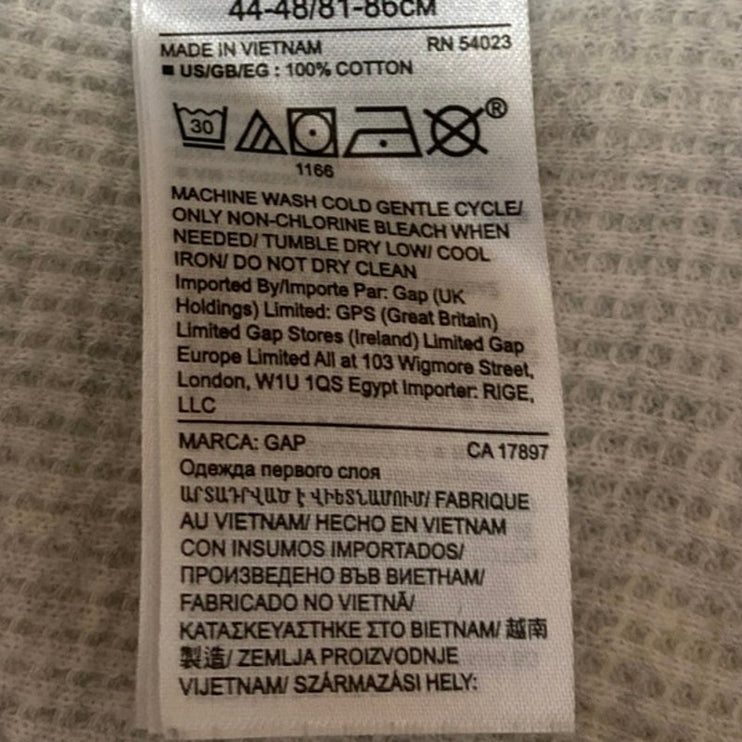 44-48/81-86CM
MADE IN VIETNAM RN 54023
US/GB/EG : 100% COTTON
30
®
1166
MACHINE WASH COLD GENTLE CYCLE/
ONLY NON-CHLORINE BLEACH WHEN
NEEDED/ TUMBLE DRY LOW/ COOL
IRON/ DO NOT DRY CLEAN
Imported By/Importe Par: Gap (UK
Holdings) Limited: GPS (Great Britain)
Limited Gap Stores (Ireland) Limited Gap
Europe Limited All at 103 Wigmore Street,
London, W1U 1QS Egypt Importer: RIGE,
LLC
MARCA: GAP CA 17897
Одежда первого слоя
ԱՐՏԱԴՐՎԱԾ Է ՎԻԵՏՆԱՄՈՒՄ/ FABRIQUE
AU VIETNAM/ HECHO EN VIETNAM
CON INSUMOS IMPORTADOS/
ПРОИЗВЕДЕНО ВЪВ ВИЕТНАМ/
FABRICADO NO VIETNÃ/
ΚΑΤΑΣΚΕΥΑΣΤΗΚΕ ΣΤΟ ΒΙΕΤΝΑΜ/ 越南
製造/ ZEMLJA PROIZVODNJE
VIJETNAM/ SZÁRMAZÁSI HELY: